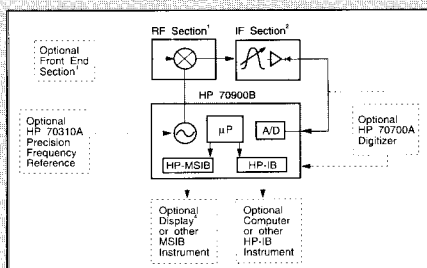 RF Section¹
IF Section²
Optional
Front End
Section¹
HP 70900B
Optional
HP 70310A
Precision
Frequency
Reference
μP
A/D
HP-MSIB
HP-IB
Optional
HP 70700A
Digitizer
Optional
Display
or other
MSIB
Instrument
Optional
Computer
or other
HP-IB
Instrument